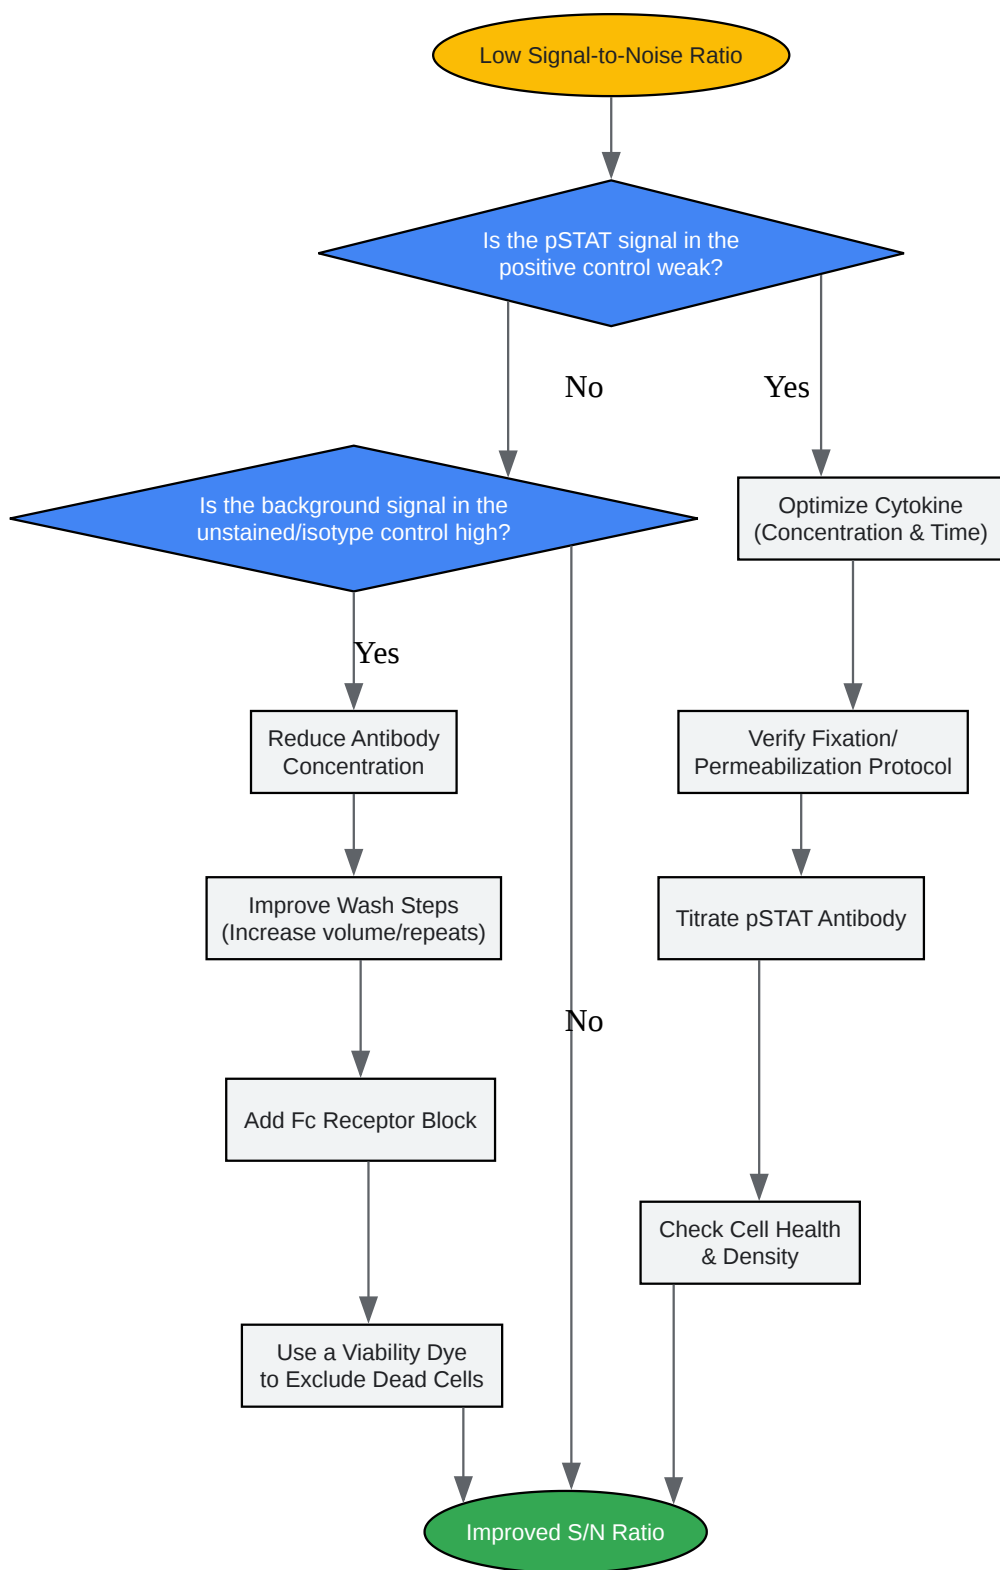 Low Signal-to-Noise Ratio
Is the pSTAT signal in the
positive control weak?
No
Yes
Is the background signal in the
unstained/isotype control high?
Optimize Cytokine
(Concentration & Time)
Yes
Reduce Antibody
Concentration
Verify Fixation/
Permeabilization Protocol
Improve Wash Steps
(Increase volume/repeats)
Titrate pSTAT Antibody
No
Add Fc Receptor Block
Check Cell Health
& Density
Use a Viability Dye
to Exclude Dead Cells
Improved S/N Ratio